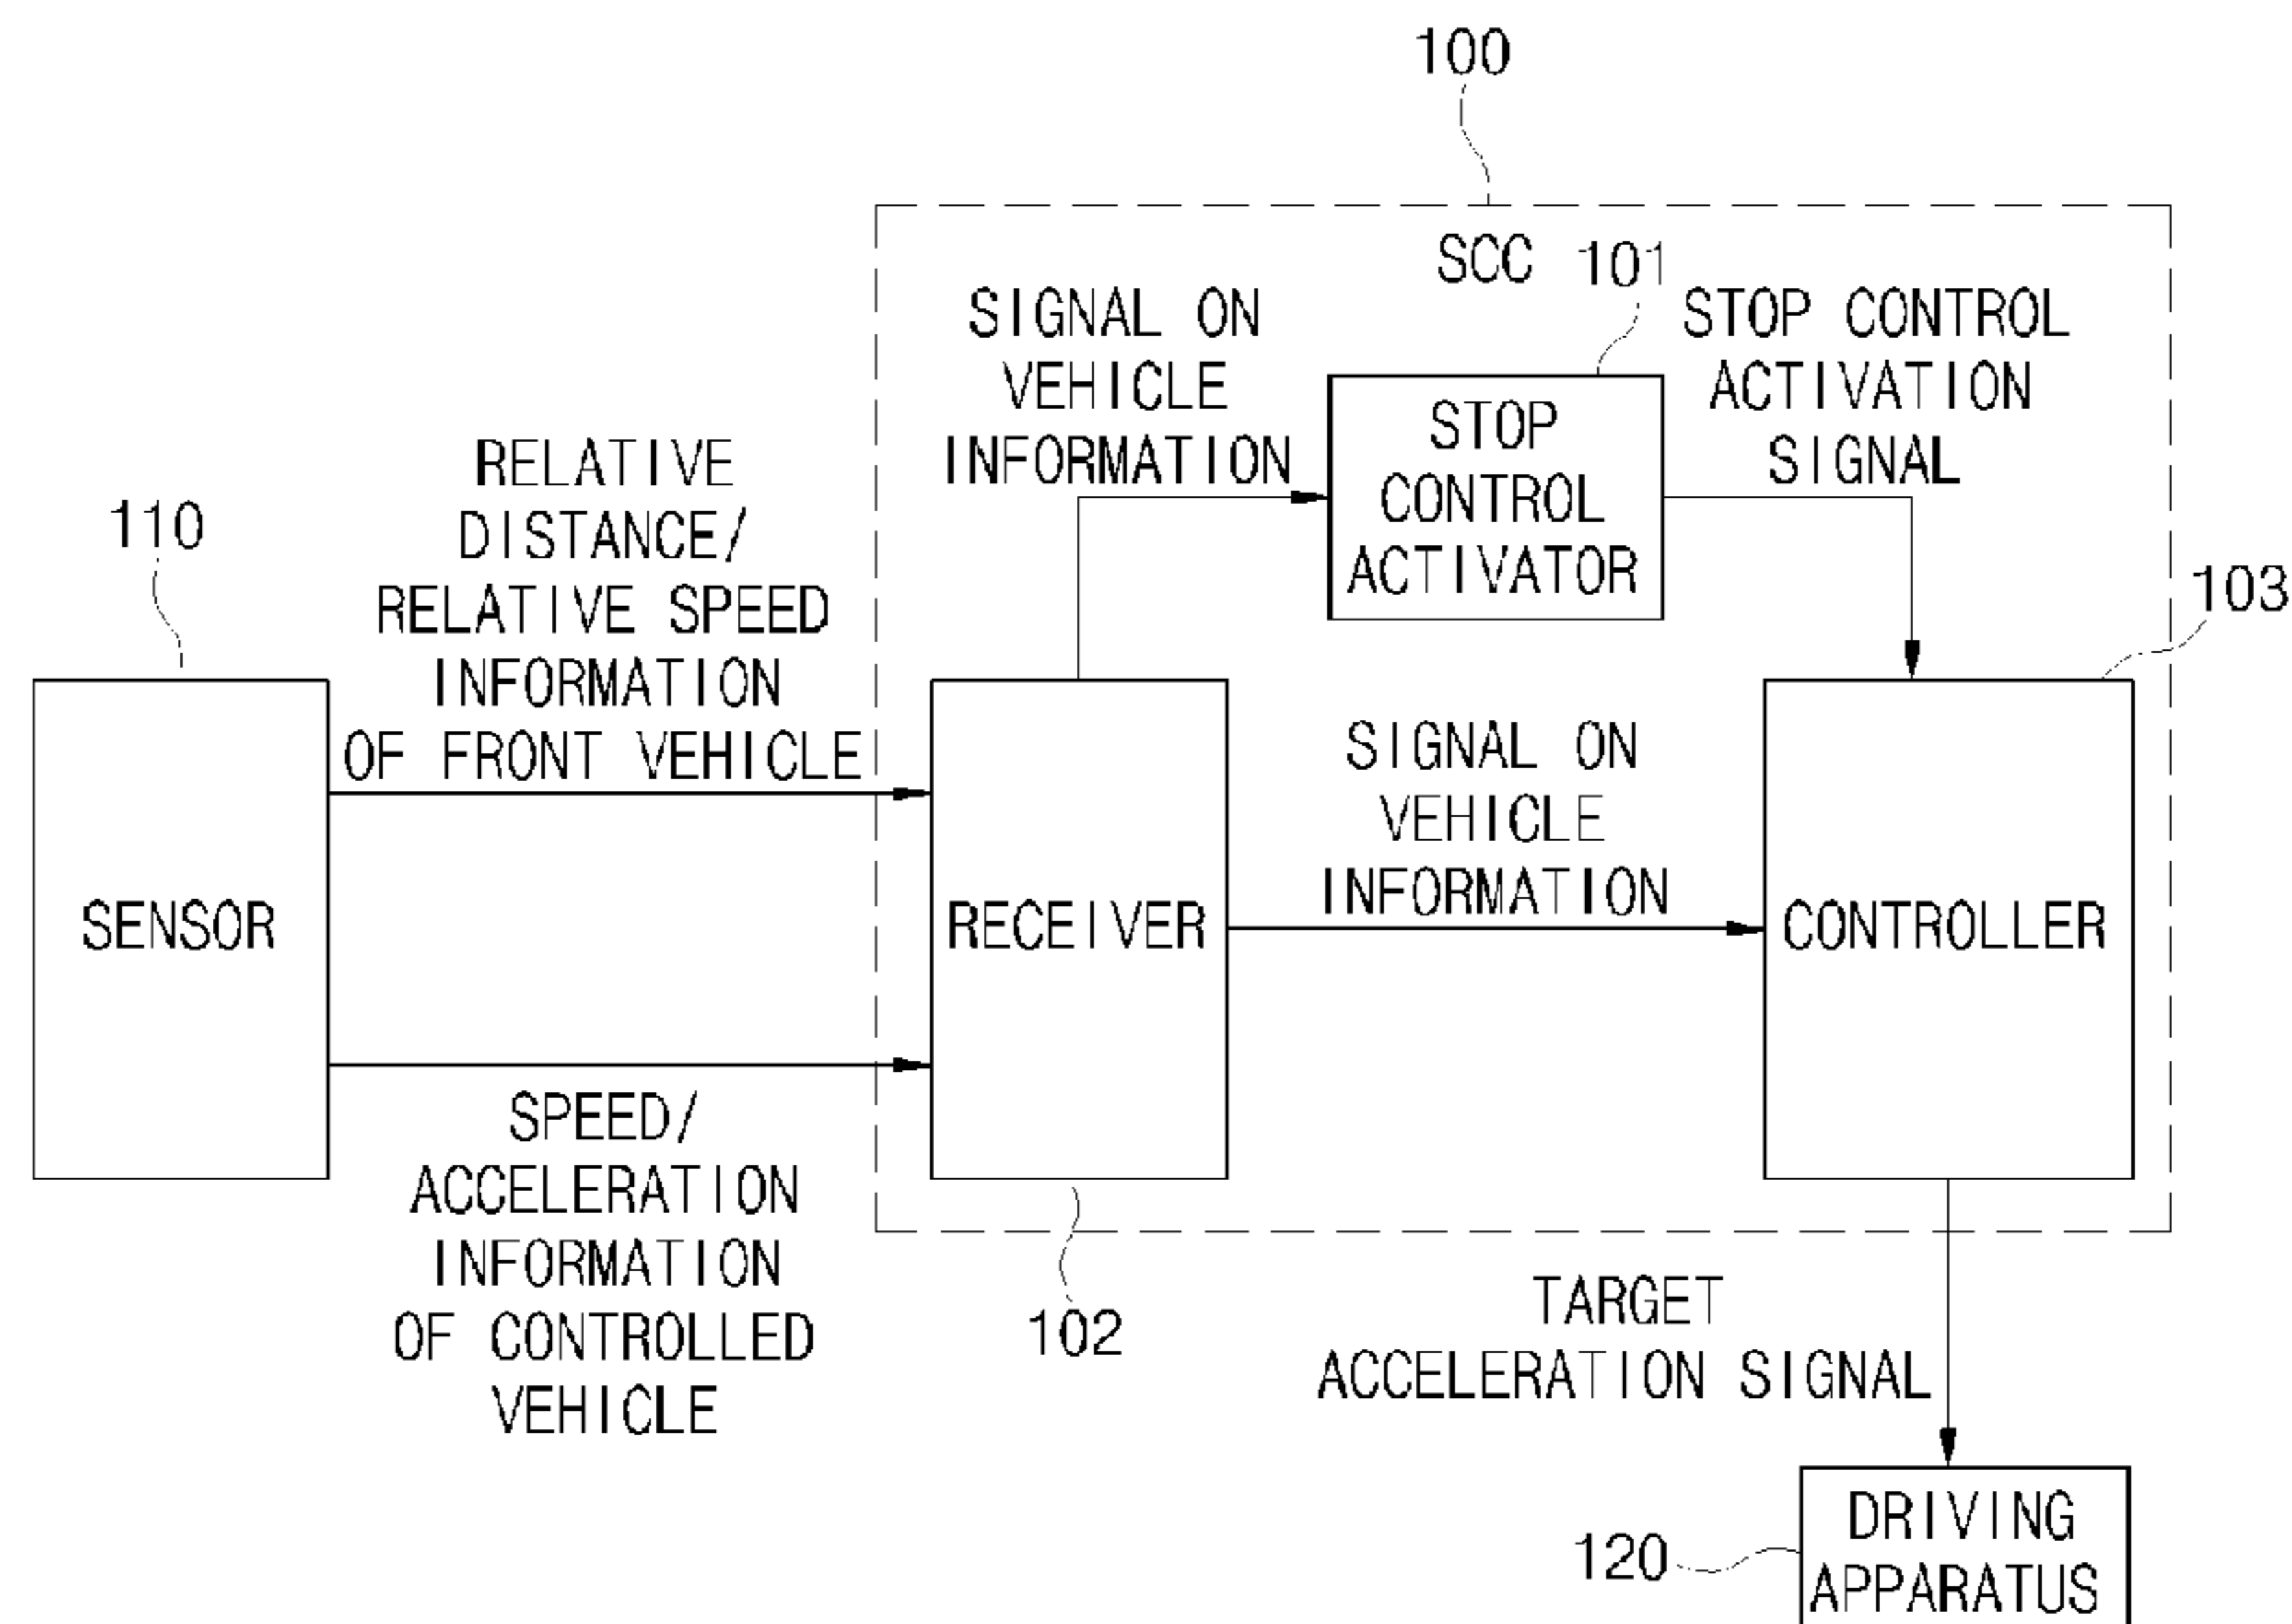 100
SCC
101
SIGNAL ON
VEHICLE
INFORMATION
STOP CONTROL
ACTIVATION
SIGNAL
STOP
CONTROL
ACTIVATOR
RELATIVE
DISTANCE/
RELATIVE SPEED
INFORMATION
OF FRONT VEHICLE
110
103
SENSOR
RECEIVER
SIGNAL ON
VEHICLE
INFORMATION
CONTROLLER
SPEED/
ACCELERATION
INFORMATION
OF CONTROLLED
VEHICLE
102
TARGET
ACCELERATION SIGNAL
120
DRIVING
APPARATUS